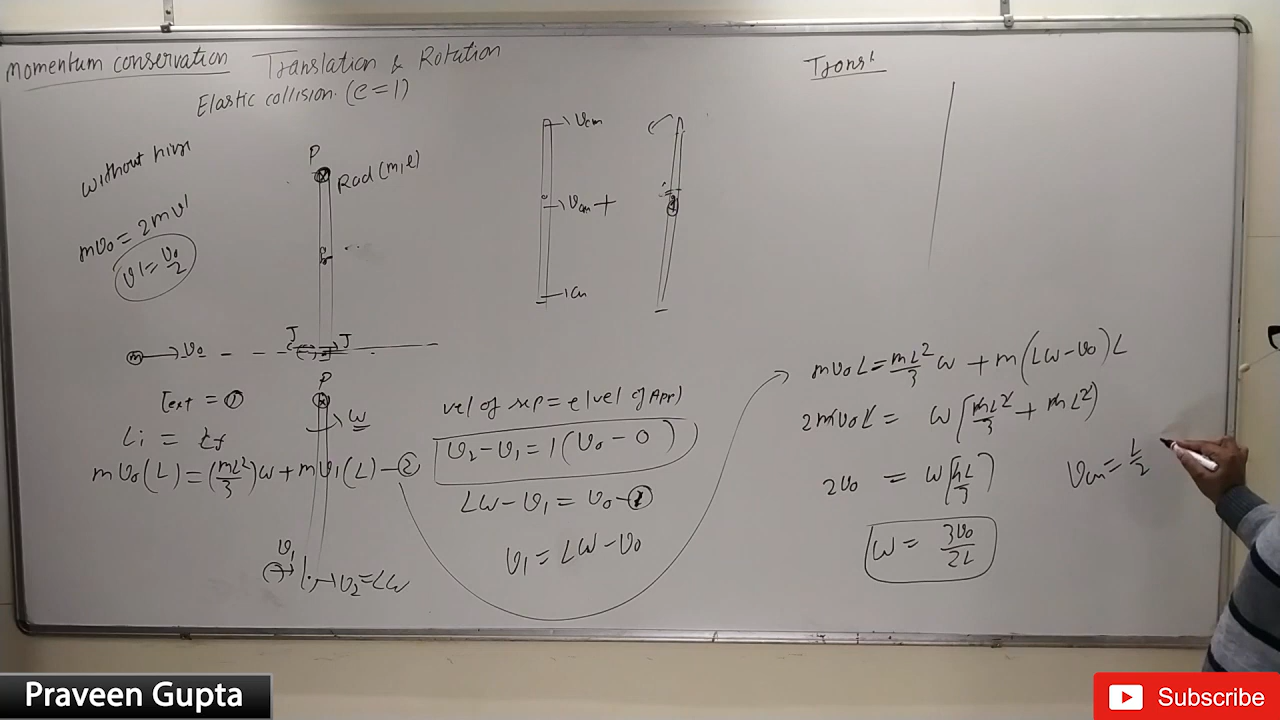 Momentum conservation Translation & Rotation
Elastic collision. (e=1)
without hinge
mv₀ = 2mv'
v' = v₀/2
P
Rod (m, l)
m → v₀
J J
P
ω
τext = 0
Li = Lf
mv₀(L) = (mL²/3)ω + mv₁(L) – ②
v₁
v₂ = Lω
vcm
vcm +
vel of sep = e(vel of App)
v₂ – v₁ = 1(v₀ – 0)
Lω – v₁ = v₀ – ①
v₁ = Lω – v₀
Trans
mv₀L = mL²/3 ω + m(Lω – v₀)L
2mv₀L = ω[mL²/3 + mL²]
2v₀ = ω[4L/3]
ω = 3v₀/2L
vcm = L/2
Praveen Gupta
Subscribe